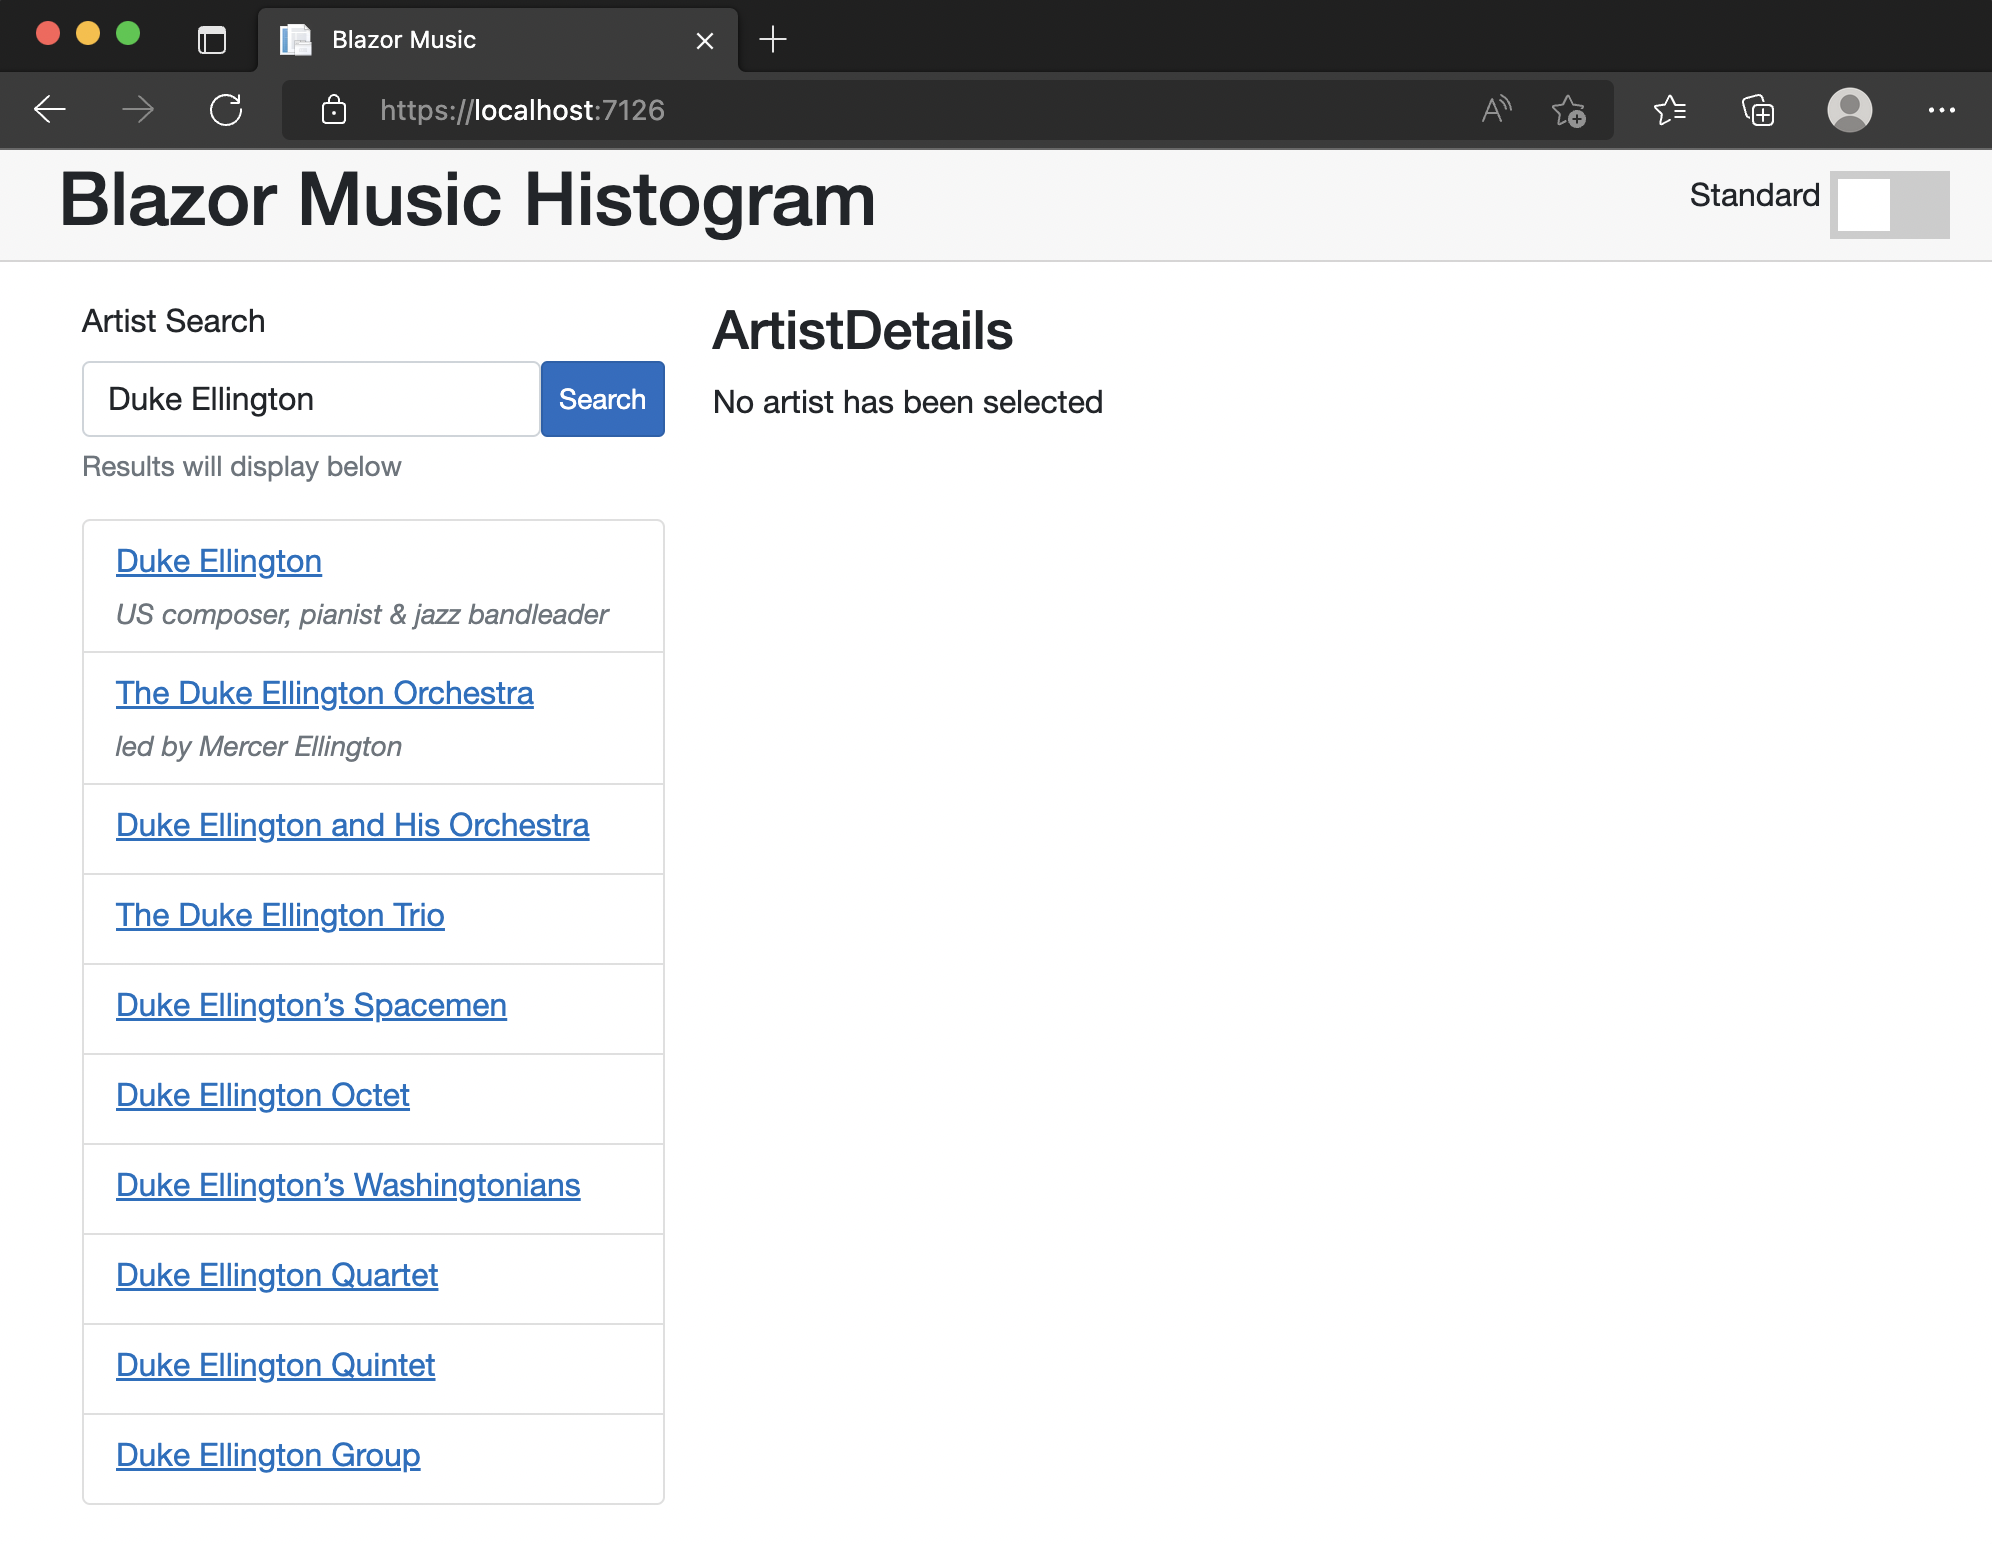 Blazor Music
https://localhost:7126
Blazor Music Histogram
Standard
Artist Search
Duke Ellington
Search
Results will display below
Duke Ellington
US composer, pianist & jazz bandleader
The Duke Ellington Orchestra
led by Mercer Ellington
Duke Ellington and His Orchestra
The Duke Ellington Trio
Duke Ellington’s Spacemen
Duke Ellington Octet
Duke Ellington’s Washingtonians
Duke Ellington Quartet
Duke Ellington Quintet
Duke Ellington Group
ArtistDetails
No artist has been selected